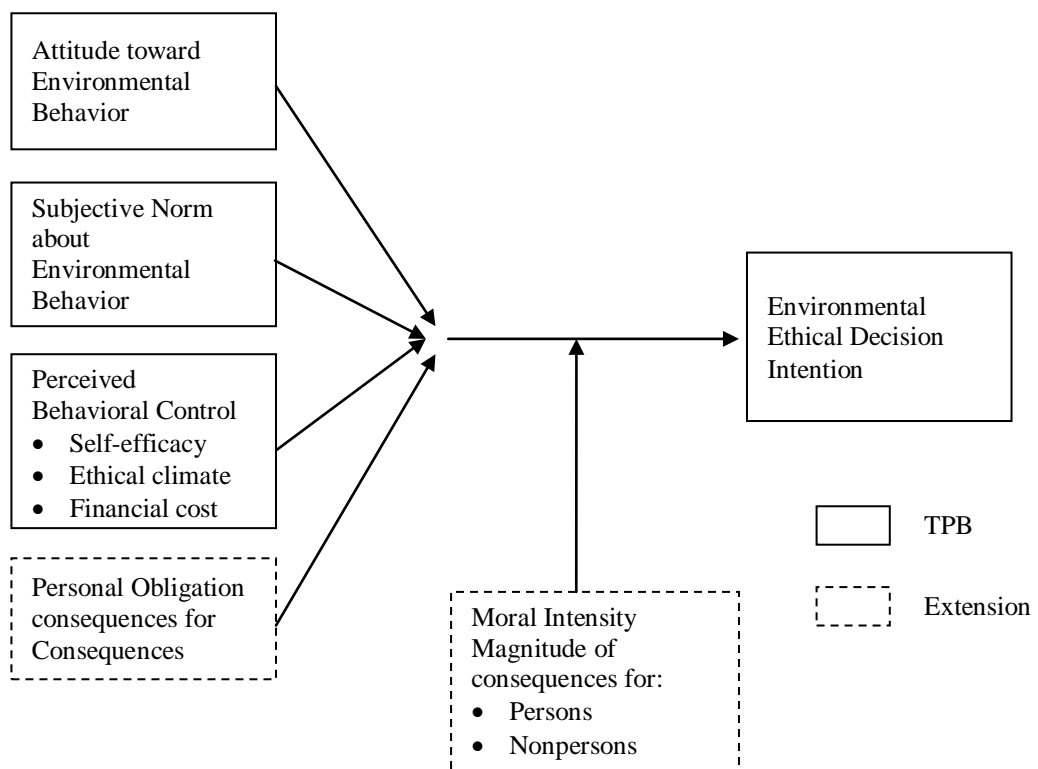 Attitude toward
Environmental
Behavior
Subjective Norm
about
Environmental
Behavior
Perceived
Behavioral Control
• Self-efficacy
• Ethical climate
• Financial cost
Personal Obligation
consequences for
Consequences
Moral Intensity
Magnitude of
consequences for:
• Persons
• Nonpersons
Environmental
Ethical Decision
Intention
TPB
Extension